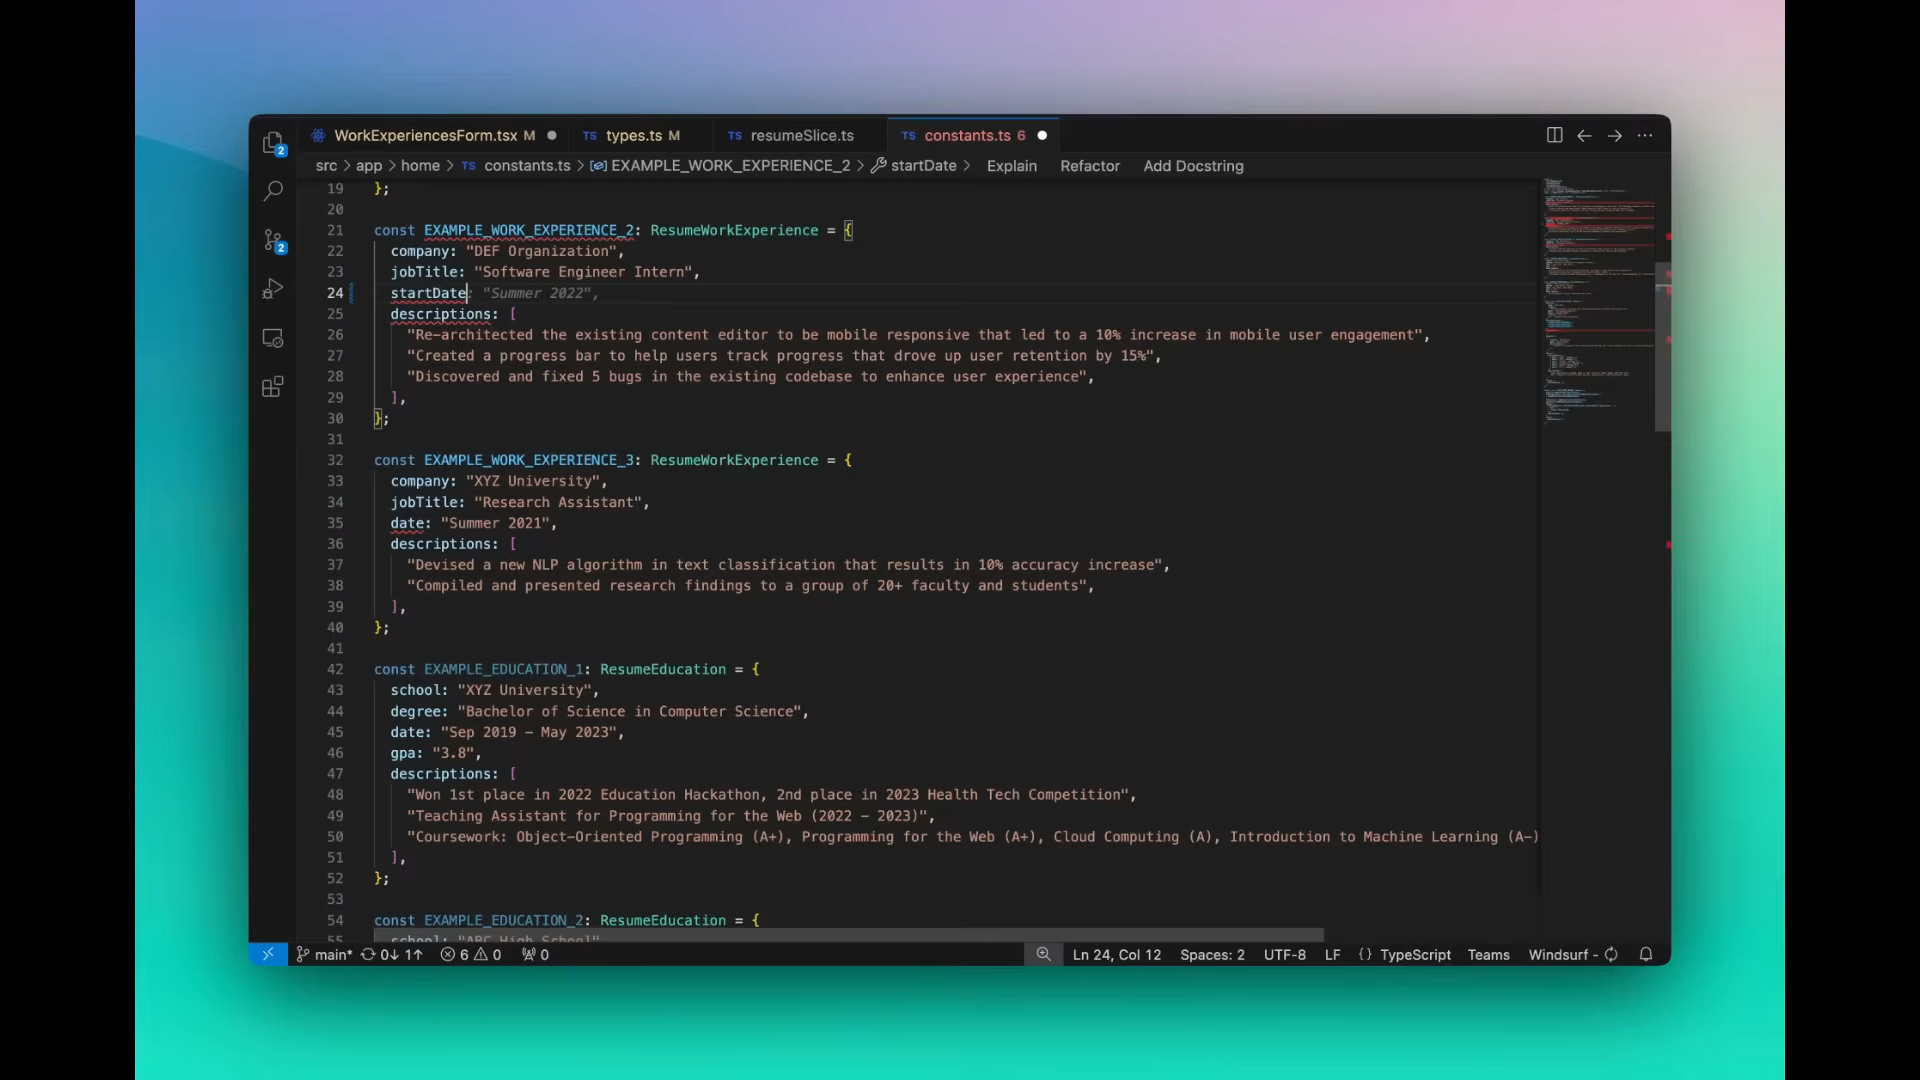 WorkExperiencesForm.tsx M
TS types.ts M
TS resumeSlice.ts
TS constants.ts 6
src > app > home > TS constants.ts > EXAMPLE_WORK_EXPERIENCE_2 > startDate > Explain Refactor Add Docstring
2
2
19 };
20
21 const EXAMPLE_WORK_EXPERIENCE_2: ResumeWorkExperience = {
22 company: "DEF Organization",
23 jobTitle: "Software Engineer Intern",
24 startDate: "Summer 2022",
25 descriptions: [
26 "Re-architected the existing content editor to be mobile responsive that led to a 10% increase in mobile user engagement",
27 "Created a progress bar to help users track progress that drove up user retention by 15%",
28 "Discovered and fixed 5 bugs in the existing codebase to enhance user experience",
29 ],
30 };
31
32 const EXAMPLE_WORK_EXPERIENCE_3: ResumeWorkExperience = {
33 company: "XYZ University",
34 jobTitle: "Research Assistant",
35 date: "Summer 2021",
36 descriptions: [
37 "Devised a new NLP algorithm in text classification that results in 10% accuracy increase",
38 "Compiled and presented research findings to a group of 20+ faculty and students",
39 ],
40 };
41
42 const EXAMPLE_EDUCATION_1: ResumeEducation = {
43 school: "XYZ University",
44 degree: "Bachelor of Science in Computer Science",
45 date: "Sep 2019 - May 2023",
46 gpa: "3.8",
47 descriptions: [
48 "Won 1st place in 2022 Education Hackathon, 2nd place in 2023 Health Tech Competition",
49 "Teaching Assistant for Programming for the Web (2022 - 2023)",
50 "Coursework: Object-Oriented Programming (A+), Programming for the Web (A+), Cloud Computing (A), Introduction to Machine Learning (A-)
51 ],
52 };
53
54 const EXAMPLE_EDUCATION_2: ResumeEducation = {
55 school: "ABC High School"
main* 0↓ 1↑ 6 0 0 Ln 24, Col 12 Spaces: 2 UTF-8 LF {} TypeScript Teams Windsurf -